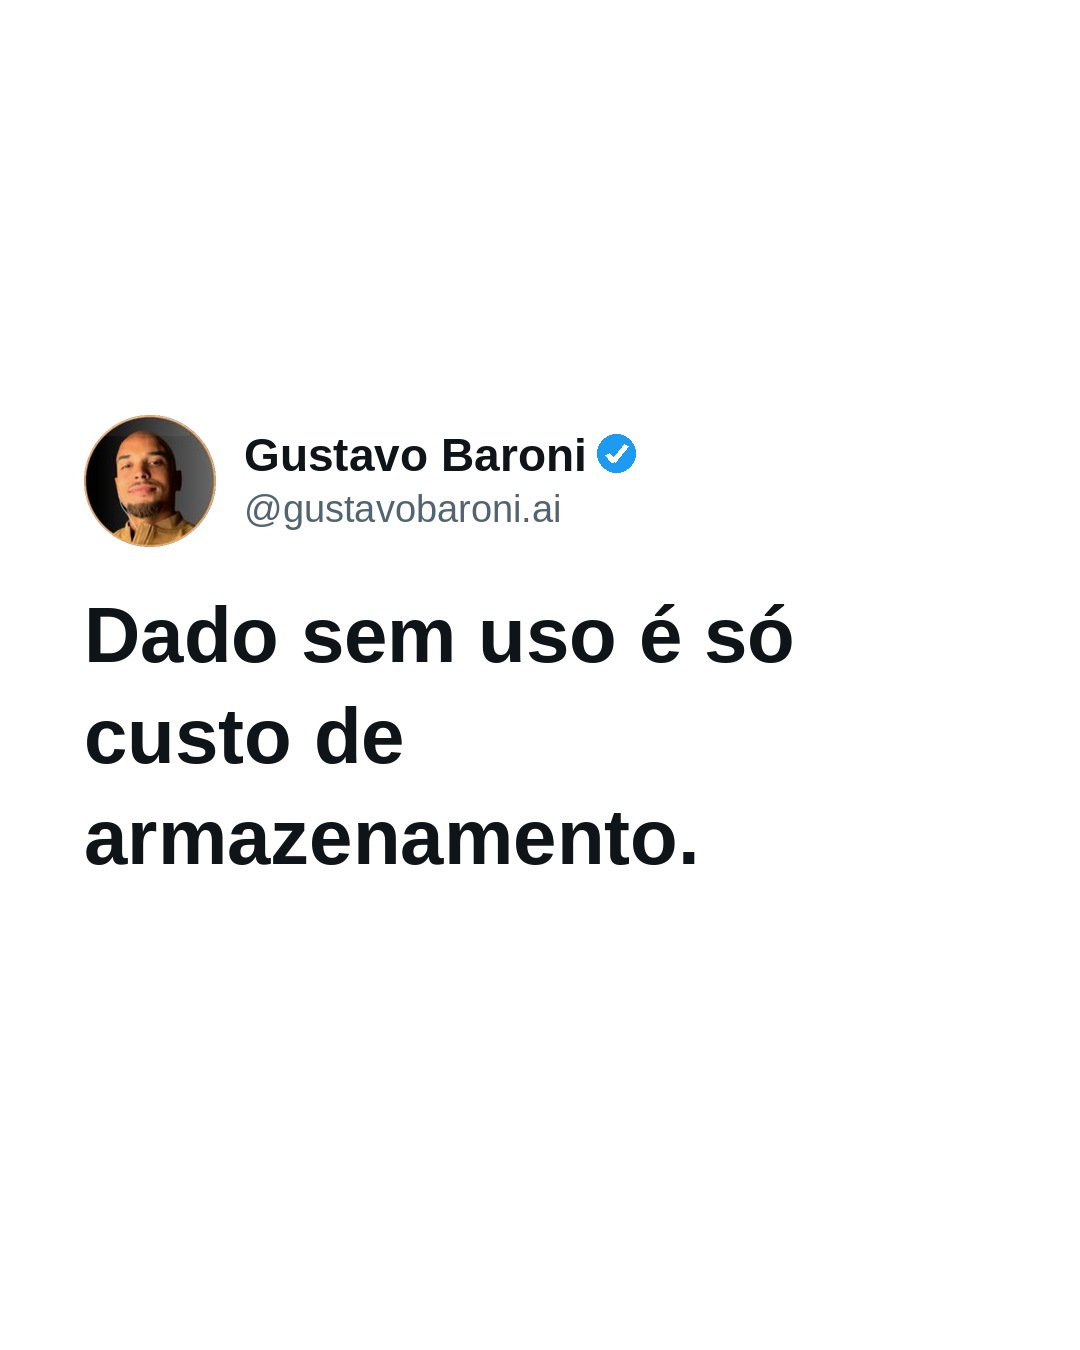 Gustavo Baroni
@gustavobaroni.ai
Dado sem uso é só
custo de
armazenamento.